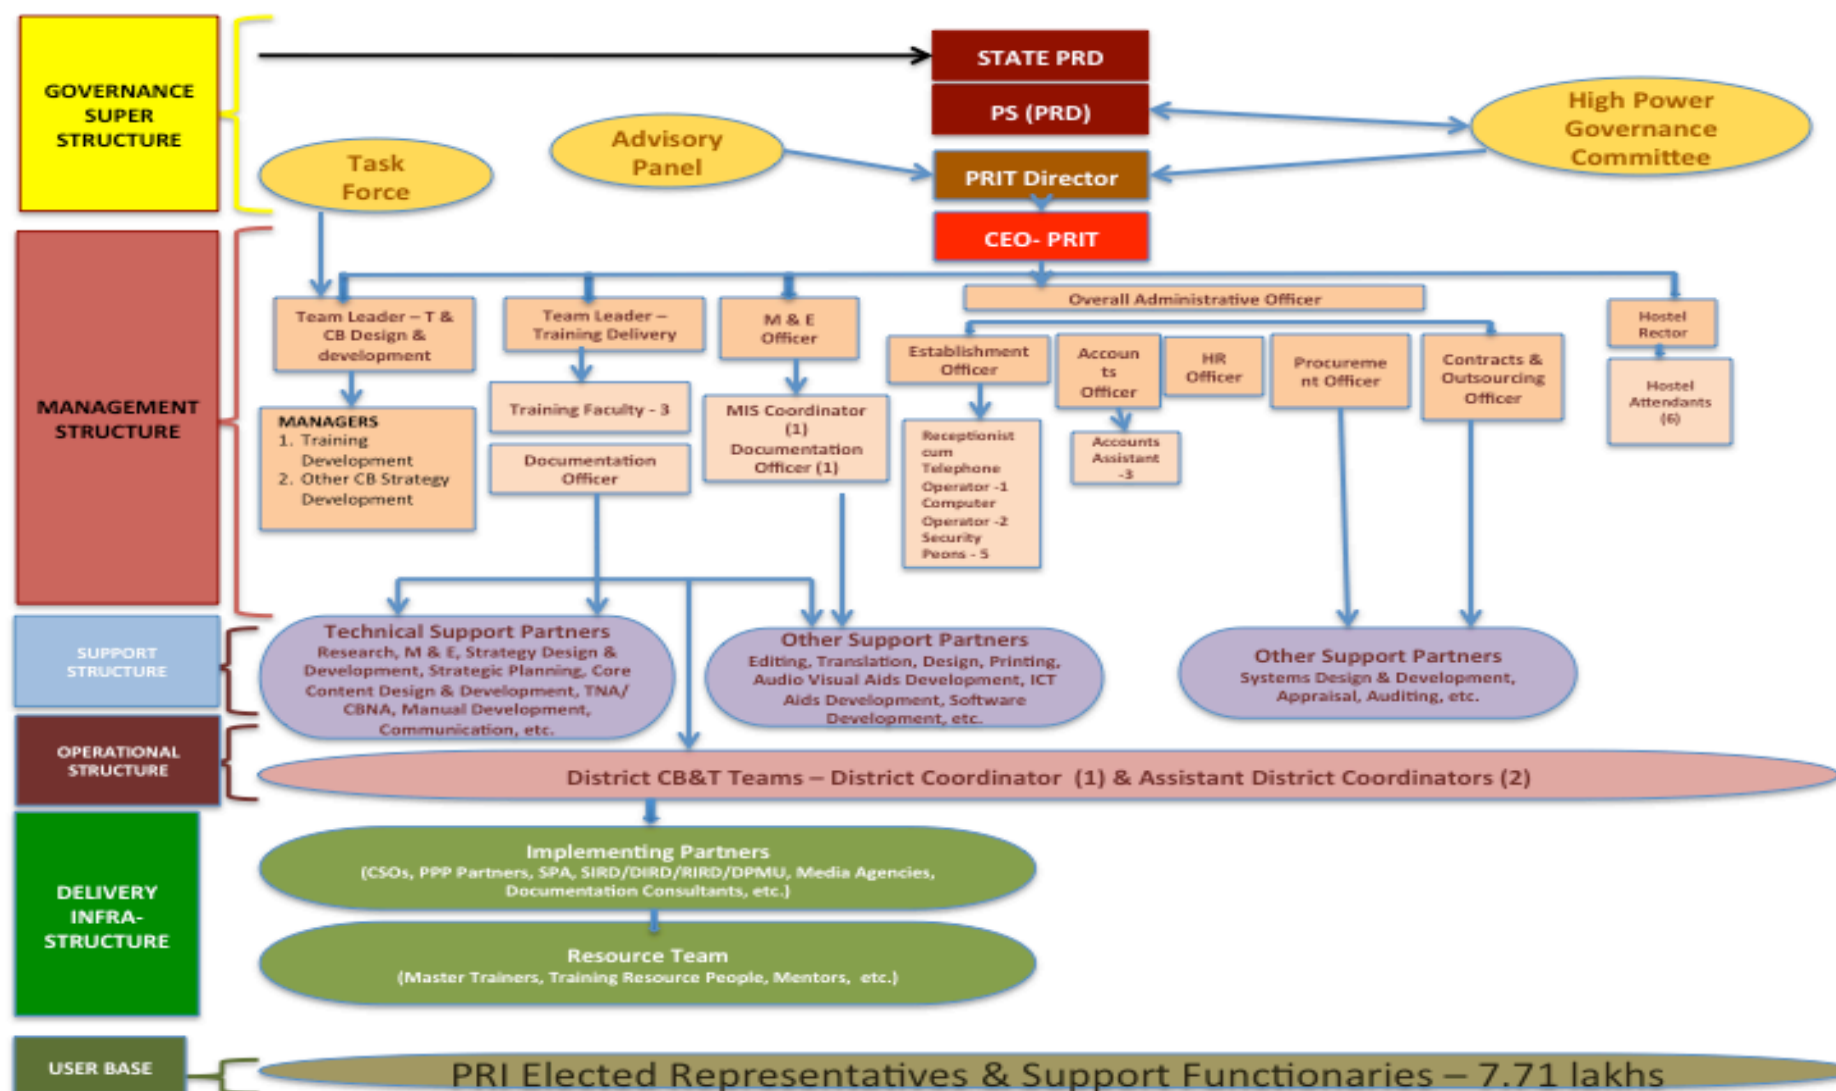 GOVERNANCE
SUPER
STRUCTURE
STATE PRD
PS (PRD)
High Power
Governance
Committee
Advisory
Panel
Task
Force
PRIT Director
CEO- PRIT
MANAGEMENT
STRUCTURE
Team Leader – T &
CB Design &
development
Team Leader –
Training Delivery
M & E
Officer
Overall Administrative Officer
Hostel
Rector
Establishment
Officer
Accoun
ts
Officer
HR
Officer
Procureme
nt Officer
Contracts &
Outsourcing
Officer
MANAGERS
1. Training
Development
2. Other CB Strategy
Development
Training Faculty - 3
Documentation
Officer
MIS Coordinator
(1)
Documentation
Officer (1)
Receptionist
cum
Telephone
Operator -1
Computer
Operator -2
Security
Peons - 5
Accounts
Assistant
-3
Hostel
Attendants
(6)
SUPPORT
STRUCTURE
Technical Support Partners
Research, M & E, Strategy Design &
Development, Strategic Planning, Core
Content Design & Development, TNA/
CBNA, Manual Development,
Communication, etc.
Other Support Partners
Editing, Translation, Design, Printing,
Audio Visual Aids Development, ICT
Aids Development, Software
Development, etc.
Other Support Partners
Systems Design & Development,
Appraisal, Auditing, etc.
OPERATIONAL
STRUCTURE
District CB&T Teams – District Coordinator (1) & Assistant District Coordinators (2)
DELIVERY
INFRA-
STRUCTURE
Implementing Partners
(CSOs, PPP Partners, SPA, SIRD/DIRD/RIRD/DPMU, Media Agencies,
Documentation Consultants, etc.)
Resource Team
(Master Trainers, Training Resource People, Mentors, etc.)
USER BASE
PRI Elected Representatives & Support Functionaries – 7.71 lakhs